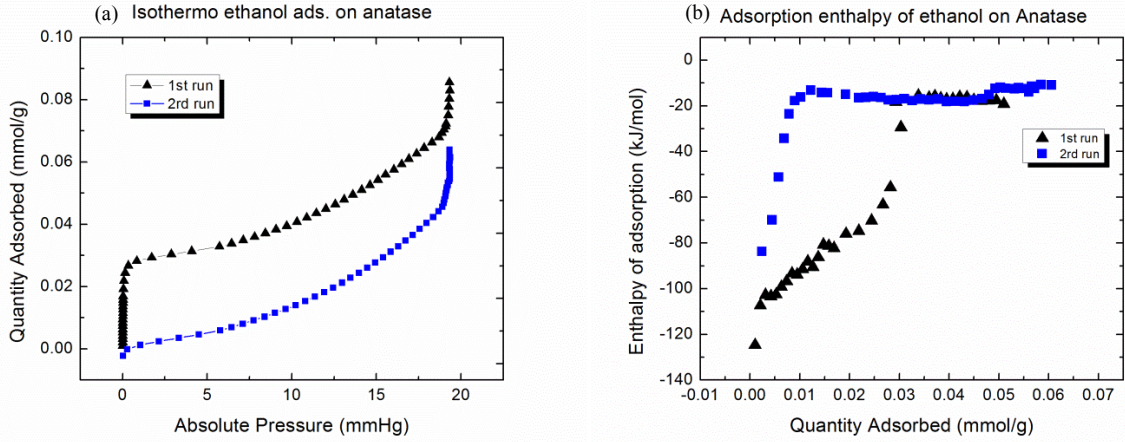 (a) Isothermo ethanol ads. on anatase
0.10
0.08
0.06
0.04
0.02
0.00
Quantity Adsorbed (mmol/g)
1st run
2rd run
0 5 10 15 20
Absolute Pressure (mmHg)
(b) Adsorption enthalpy of ethanol on Anatase
0
-20
-40
-60
-80
-100
-120
-140
Enthalpy of adsorption (kJ/mol)
1st run
2rd run
-0.01 0.00 0.01 0.02 0.03 0.04 0.05 0.06 0.07
Quantity Adsorbed (mmol/g)